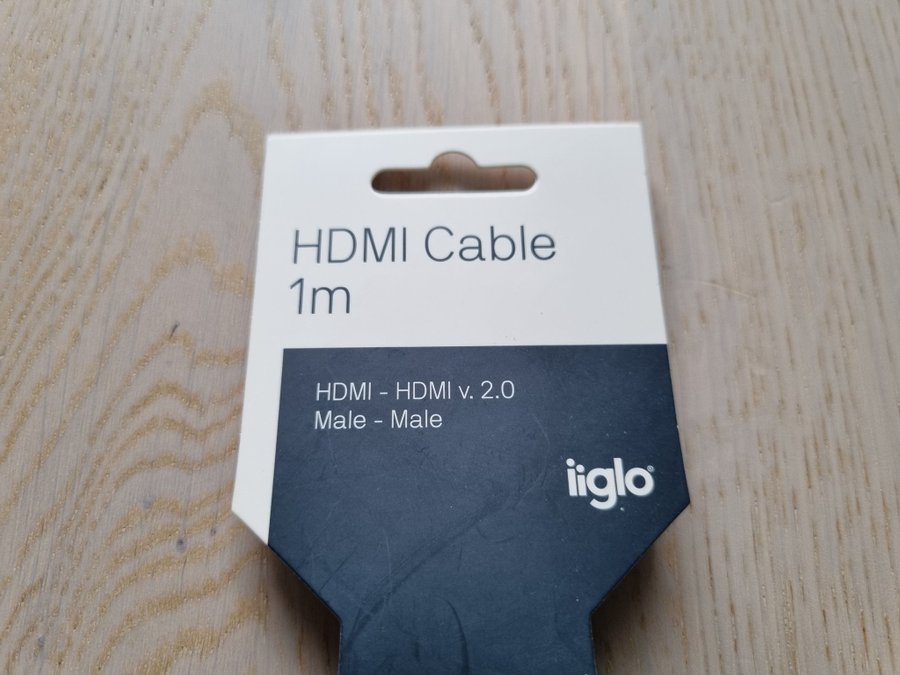 HDMI Cable
1m
HDMI - HDMI v. 2.0
Male - Male
iiglo®